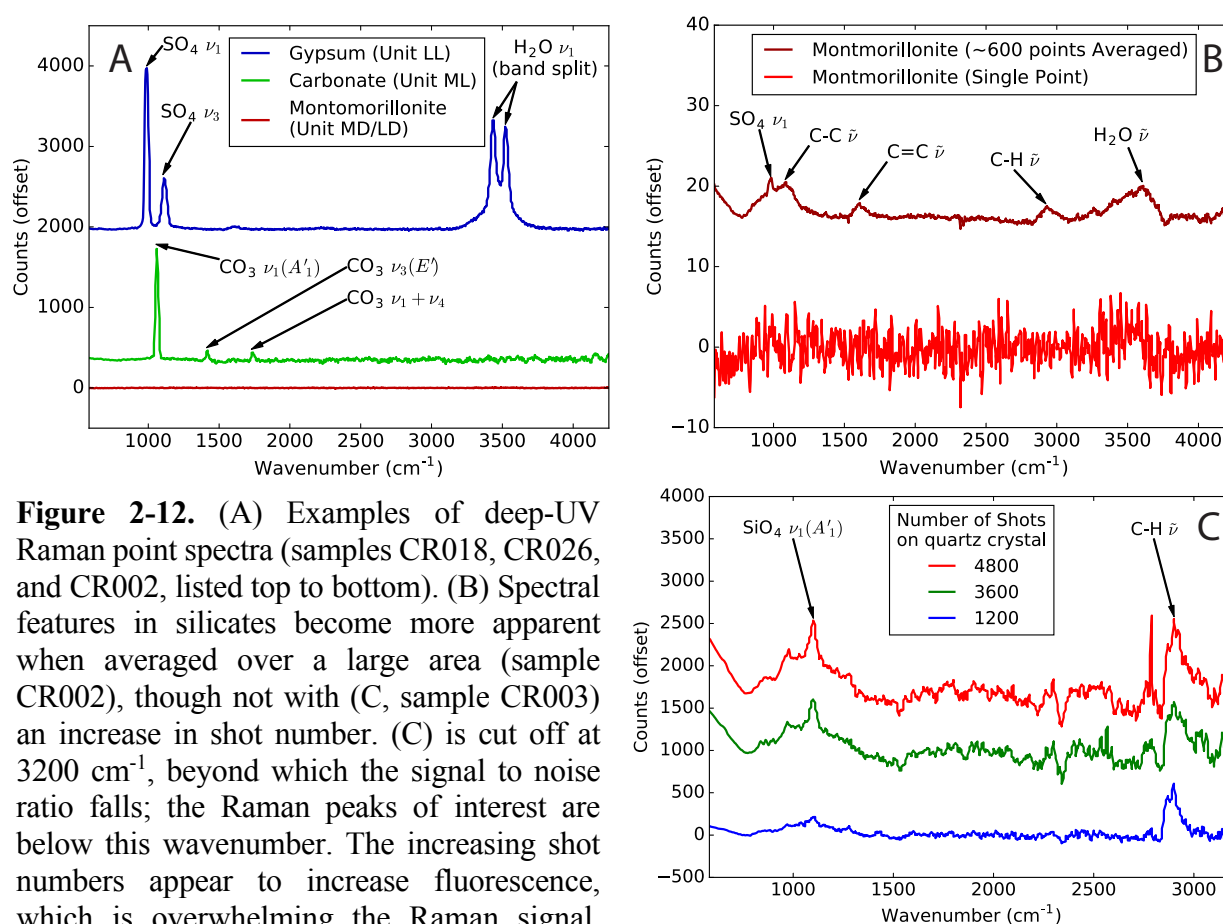 A
SO₄ ν₁
SO₄ ν₃
Gypsum (Unit LL)
Carbonate (Unit ML)
Montomorillonite
(Unit MD/LD)
H₂O ν₁
(band split)
CO₃ ν₁(A′₁)
CO₃ ν₃(E′)
CO₃ ν₁ + ν₄
Counts (offset)
4000
3000
2000
1000
0
1000 1500 2000 2500 3000 3500 4000
Wavenumber (cm⁻¹)
B
Montmorillonite (~600 points Averaged)
Montmorillonite (Single Point)
SO₄ ν₁
C-C ν̃
C=C ν̃
C-H ν̃
H₂O ν̃
Counts (offset)
40
30
20
10
0
−10
1000 1500 2000 2500 3000 3500 4000
Wavenumber (cm⁻¹)
Figure 2-12. (A) Examples of deep-UV
Raman point spectra (samples CR018, CR026,
and CR002, listed top to bottom). (B) Spectral
features in silicates become more apparent
when averaged over a large area (sample
CR002), though not with (C, sample CR003)
an increase in shot number. (C) is cut off at
3200 cm⁻¹, beyond which the signal to noise
ratio falls; the Raman peaks of interest are
below this wavenumber. The increasing shot
numbers appear to increase fluorescence,
which is overwhelming the Raman signal.
C
SiO₄ ν₁(A′₁)
Number of Shots
on quartz crystal
4800
3600
1200
C-H ν̃
Counts (offset)
4000
3500
3000
2500
2000
1500
1000
500
0
−500
1000 1500 2000 2500 3000
Wavenumber (cm⁻¹)